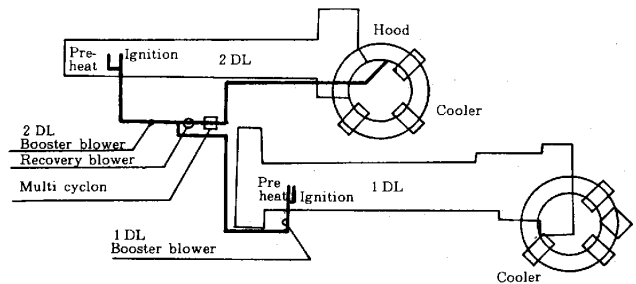 Hood
Pre-
heat
Ignition
2 DL
Cooler
2 DL
Booster blower
Recovery blower
Multi cyclon
Pre
heat
Ignition
1 DL
1 DL
Booster blower
Cooler